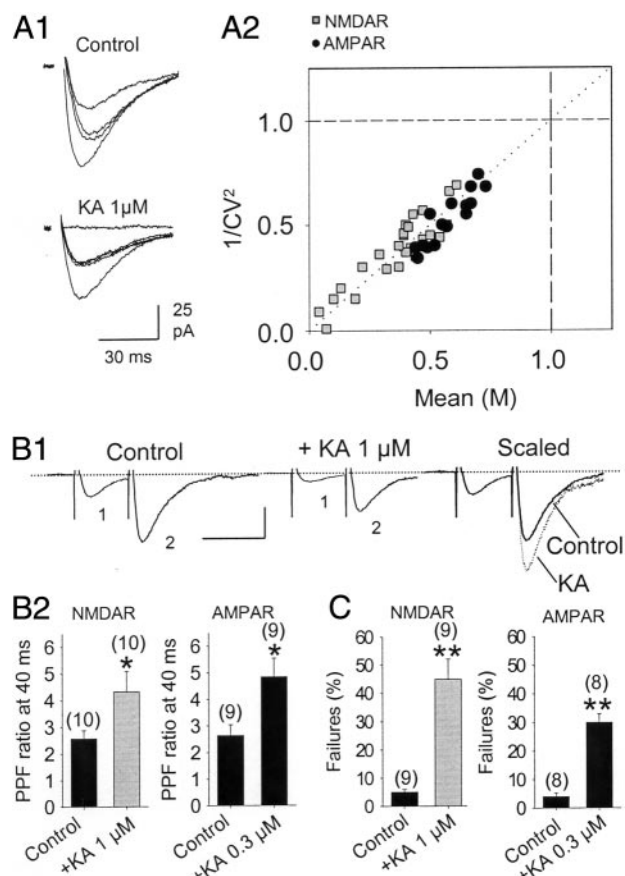 A1
Control
KA 1μM
25
pA
30 ms
A2
NMDAR
AMPAR
1/CV²
1.0
0.5
0.0
0.0 0.5 1.0
Mean (M)
B1
Control + KA 1 μM Scaled
1
2
1
2
Control
KA
B2
NMDAR
PPF ratio at 40 ms
6
5
4
3
2
1
0
(10)
(10)
*
Control
+KA 1 μM
AMPAR
PPF ratio at 40 ms
6
5
4
3
2
1
0
(9)
(9)
*
Control
+KA 0.3 μM
C
NMDAR
Failures (%)
60
50
40
30
20
10
0
(9)
(9)
**
Control
+KA 1 μM
AMPAR
Failures (%)
60
50
40
30
20
10
0
(8)
(8)
**
Control
+KA 0.3 μM